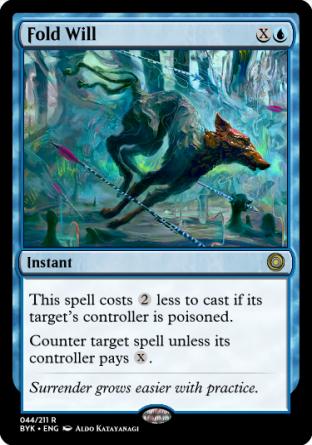 Fold Will X
Instant
This spell costs 2 less to cast if its
target's controller is poisoned.
Counter target spell unless its
controller pays X.
Surrender grows easier with practice.
044/211 R
BYK • ENG Aldo Katayanagi